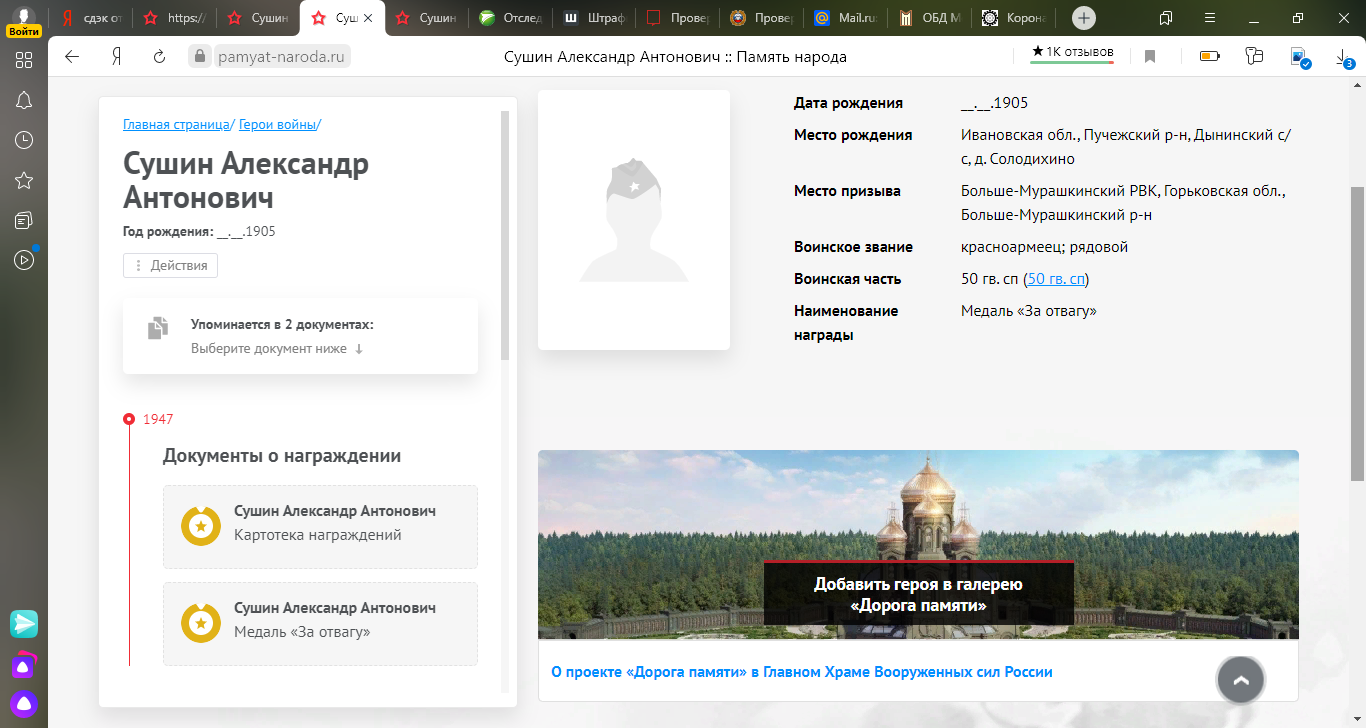 Войти
сдэк от
https://
Сушин
Суш
Сушин
Отслед
Ш
Штраф
Провер
Провер
Mail.ru:
ОБД М
Корона
pamyat-naroda.ru
Сушин Александр Антонович :: Память народа
★ 1К отзывов
3
Главная страница/ Герои войны/
Сушин Александр
Антонович
Год рождения: __.__.1905
Действия
Упоминается в 2 документах:
Выберите документ ниже ↓
1947
Документы о награждении
Сушин Александр Антонович
Картотека награждений
Сушин Александр Антонович
Медаль «За отвагу»
Дата рождения __.__.1905
Место рождения Ивановская обл., Пучежский р-н, Дынинский с/
с, д. Солодихино
Место призыва Больше-Мурашкинский РВК, Горьковская обл.,
Больше-Мурашкинский р-н
Воинское звание красноармеец; рядовой
Воинская часть 50 гв. сп (50 гв. сп)
Наименование Медаль «За отвагу»
награды
Добавить героя в галерею
«Дорога памяти»
О проекте «Дорога памяти» в Главном Храме Вооруженных сил России